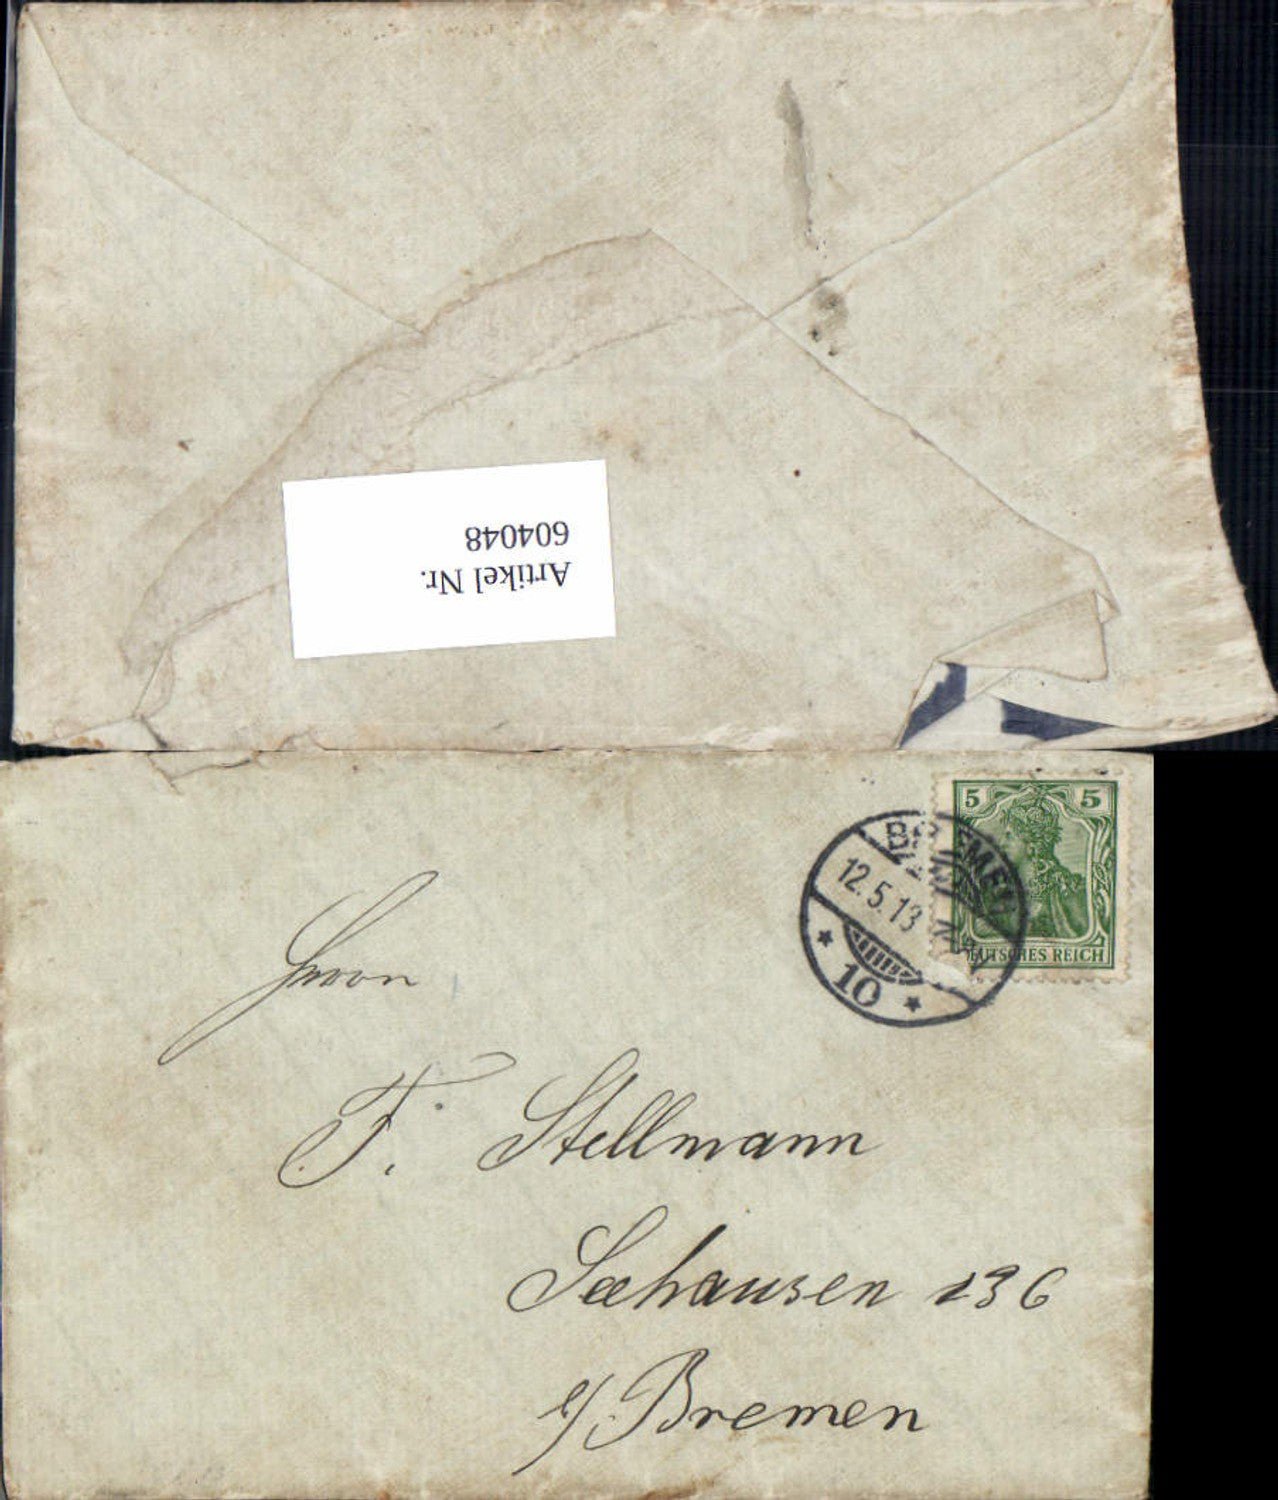 Artikel Nr.
604048
5 5
DEUTSCHES REICH
BREMEN
12.5.13
* 10 *
Herrn
F. Stellmann
Seehausen 136
b/. Bremen